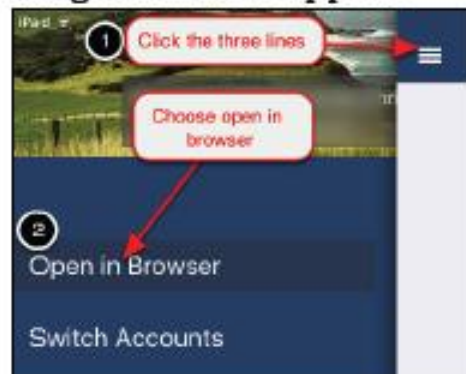 iPad
1 Click the three lines
Choose open in
browser
2
Open in Browser
Switch Accounts